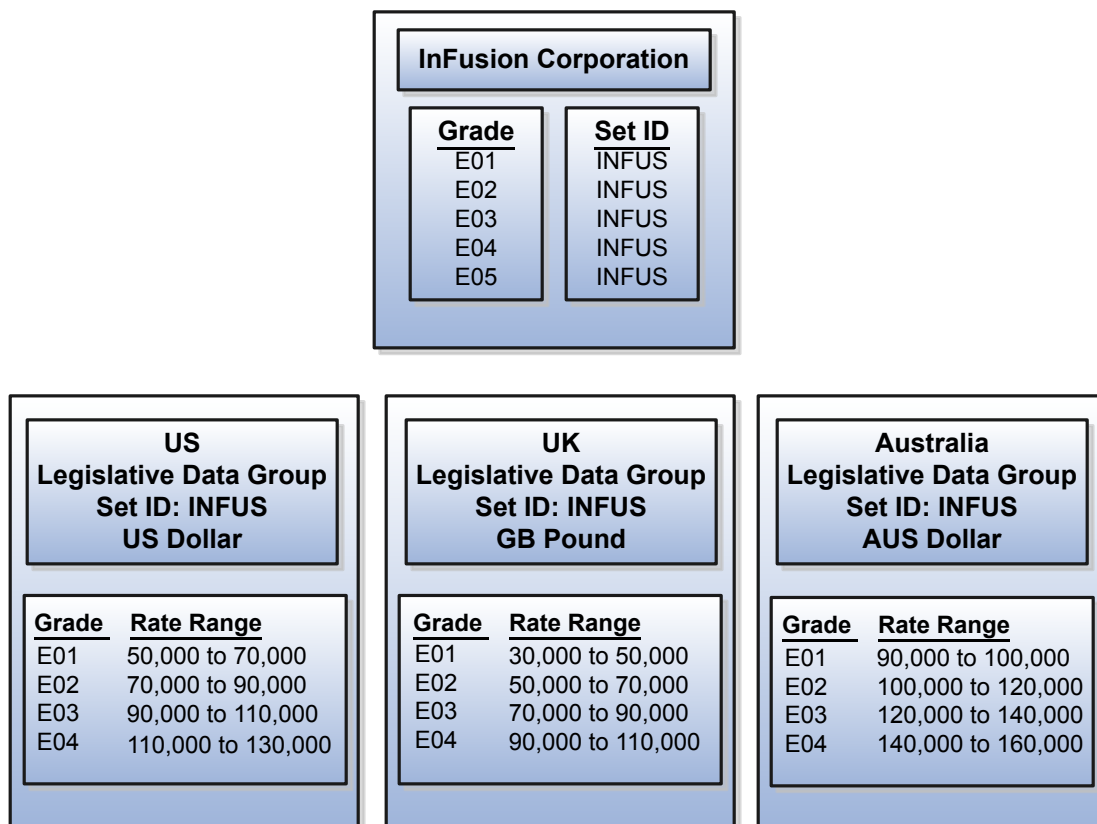 InFusion Corporation
Grade Set ID
E01 INFUS
E02 INFUS
E03 INFUS
E04 INFUS
E05 INFUS
US
Legislative Data Group
Set ID: INFUS
US Dollar
Grade Rate Range
E01 50,000 to 70,000
E02 70,000 to 90,000
E03 90,000 to 110,000
E04 110,000 to 130,000
UK
Legislative Data Group
Set ID: INFUS
GB Pound
Grade Rate Range
E01 30,000 to 50,000
E02 50,000 to 70,000
E03 70,000 to 90,000
E04 90,000 to 110,000
Australia
Legislative Data Group
Set ID: INFUS
AUS Dollar
Grade Rate Range
E01 90,000 to 100,000
E02 100,000 to 120,000
E03 120,000 to 140,000
E04 140,000 to 160,000